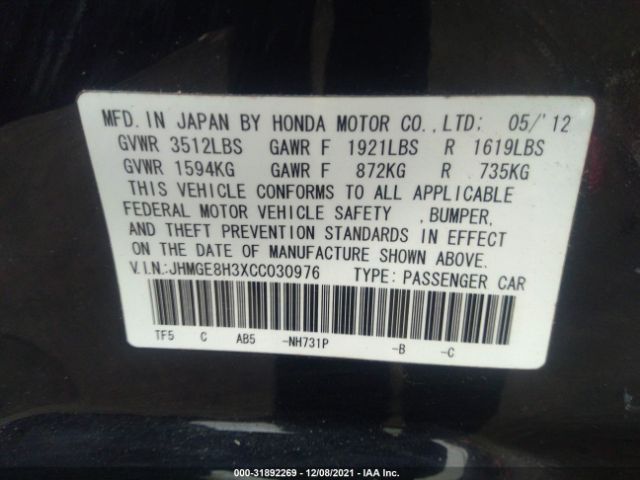 MFD. IN JAPAN BY HONDA MOTOR CO.,LTD; 05/'12
GVWR 3512LBS GAWR F 1921LBS R 1619LBS
GVWR 1594KG GAWR F 872KG R 735KG
THIS VEHICLE CONFORMS TO ALL APPLICABLE
FEDERAL MOTOR VEHICLE SAFETY ,BUMPER,
AND THEFT PREVENTION STANDARDS IN EFFECT
ON THE DATE OF MANUFACTURE SHOWN ABOVE.
V.I.N.:JHMGE8H3XCC030976 TYPE: PASSENGER CAR
TF5 C AB5 -NH731P -B -C
000-31892269 - 12/08/2021 - IAA Inc.